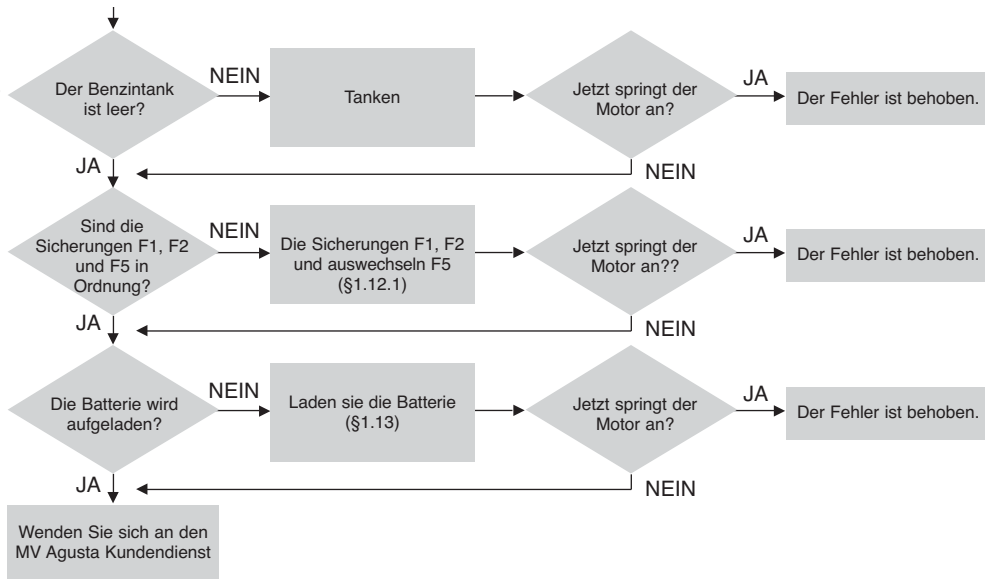 Der Benzintank
ist leer?
NEIN
Tanken
Jetzt springt der
Motor an?
JA
Der Fehler ist behoben.
JA
NEIN
Sind die
Sicherungen F1, F2
und F5 in
Ordnung?
NEIN
Die Sicherungen F1, F2
und auswechseln F5
(§1.12.1)
Jetzt springt der
Motor an??
JA
Der Fehler ist behoben.
JA
NEIN
Die Batterie wird
aufgeladen?
NEIN
Laden sie die Batterie
(§1.13)
Jetzt springt der
Motor an?
JA
Der Fehler ist behoben.
JA
NEIN
Wenden Sie sich an den
MV Agusta Kundendienst